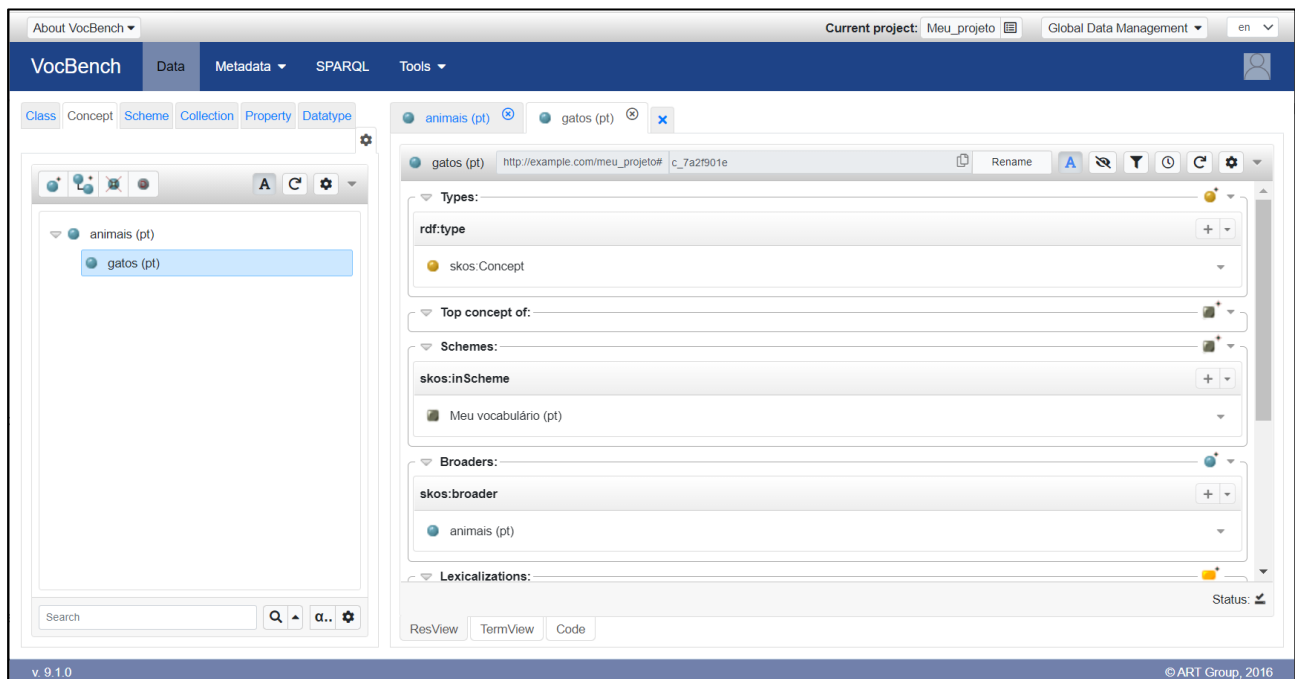 About VocBench
Current project: Meu_projeto
Global Data Management
en
VocBench Data Metadata SPARQL Tools
Class Concept Scheme Collection Property Datatype
A
animais (pt)
gatos (pt)
Search
α..
animais (pt)
gatos (pt)
gatos (pt) http://example.com/meu_projeto# c_7a2f901e Rename A
Types:
rdf:type
skos:Concept
Top concept of:
Schemes:
skos:inScheme
Meu vocabulário (pt)
Broaders:
skos:broader
animais (pt)
Lexicalizations:
Status:
ResView TermView Code
v. 9.1.0
© ART Group, 2016